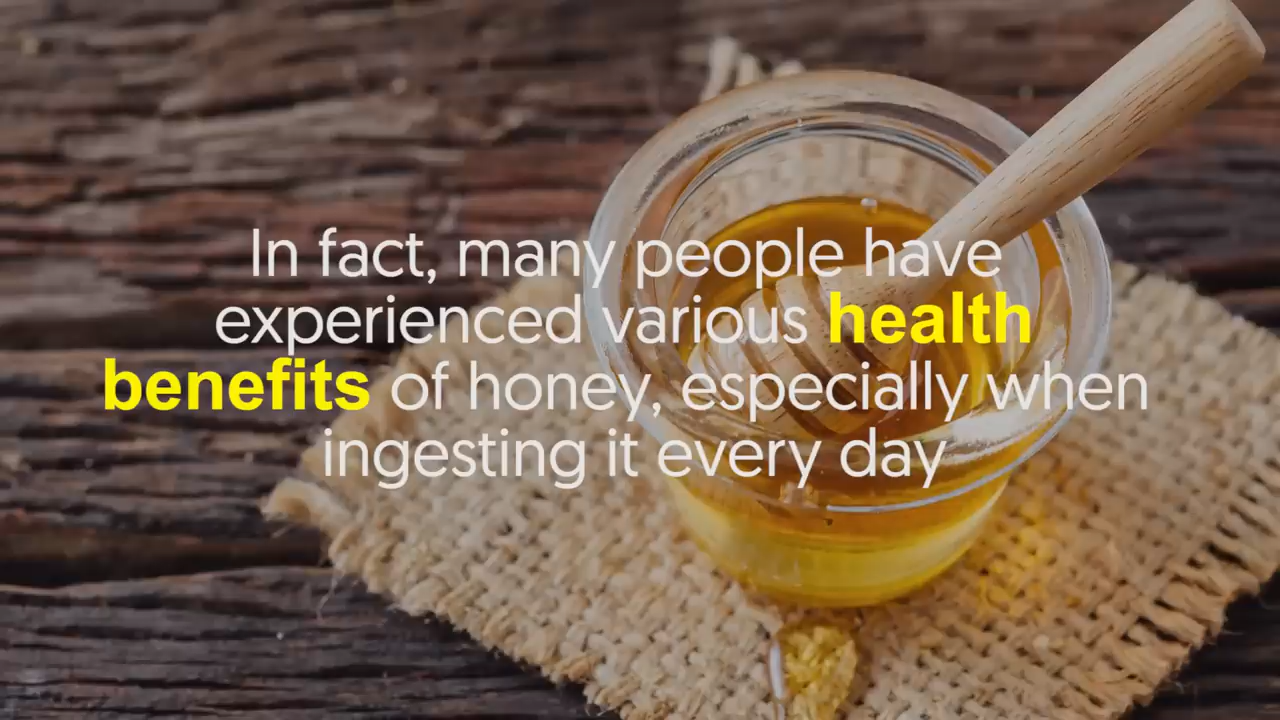 In fact, many people have
experienced various health
benefits of honey, especially when
ingesting it every day